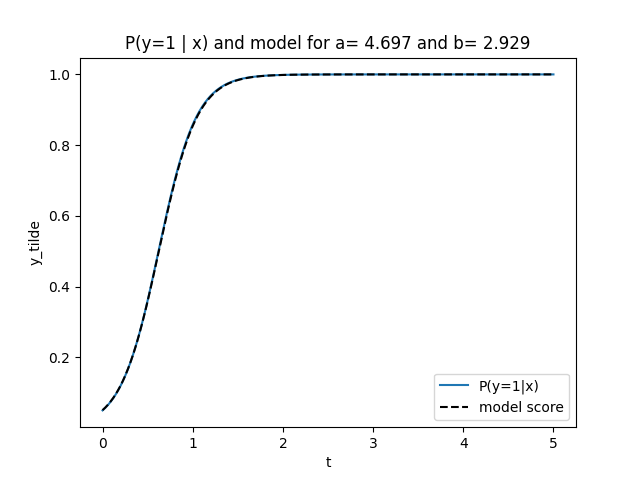 P(y=1 | x) and model for a= 4.697 and b= 2.929
1.0
0.8
0.6
0.4
0.2
y_tilde
0 1 2 3 4 5
t
P(y=1|x)
model score